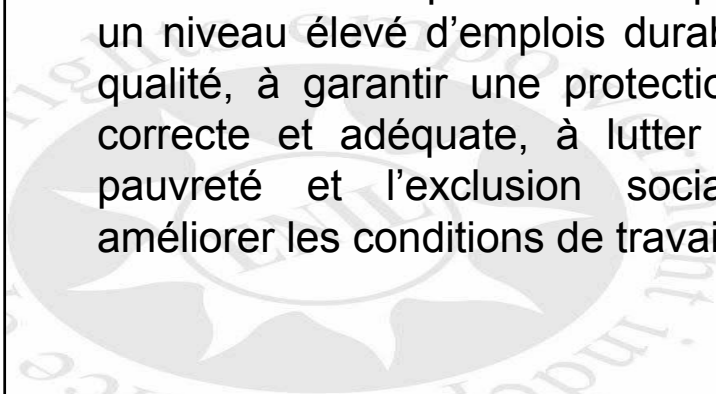 un niveau élevé d'emplois durab
qualité, à garantir une protectio
correcte et adéquate, à lutter
pauvreté et l'exclusion socia
améliorer les conditions de travai
ENIL